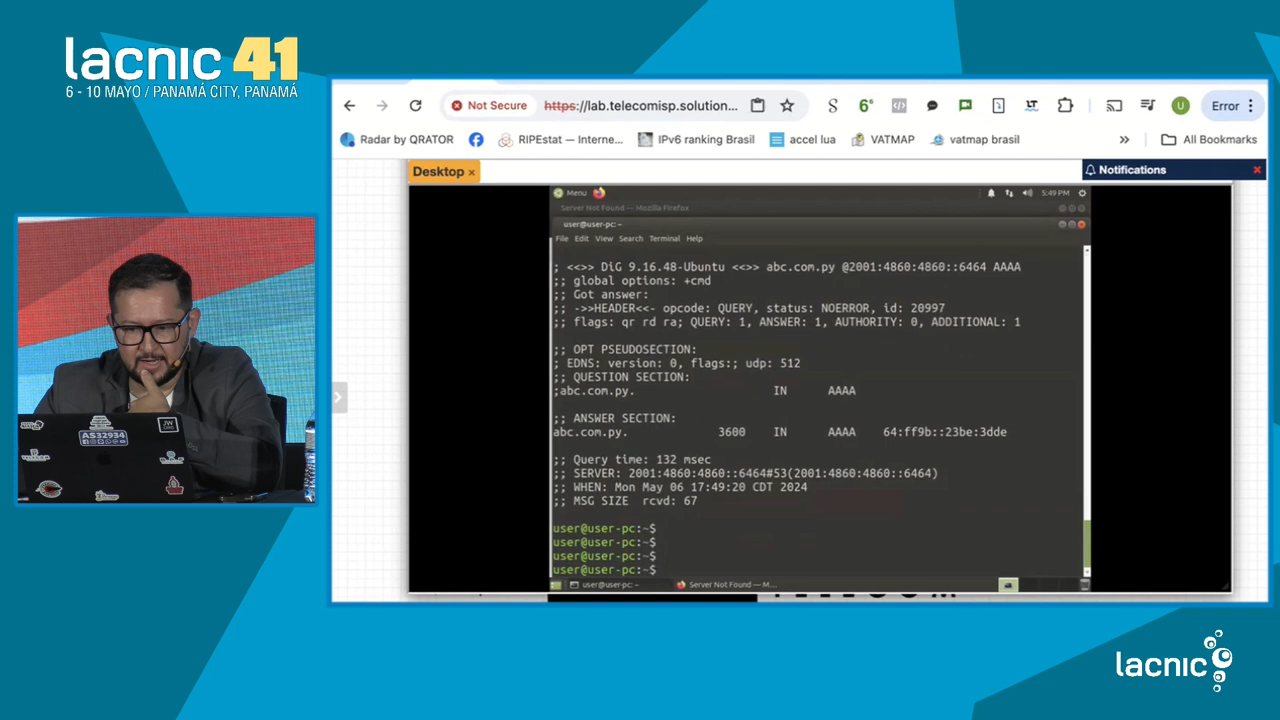 lacnic 41
6 - 10 MAYO / PANAMÁ CITY, PANAMÁ
Not Secure
https://lab.telecomisp.solution...
6°
LT
U
Error
Radar by QRATOR
RIPEstat — Interne...
IPv6 ranking Brasil
accel lua
VATMAP
vatmap brasil
»
All Bookmarks
Desktop ×
Notifications
Menu
5:49 PM
Server Not Found — Mozilla Firefox
user@user-pc: ~
File Edit View Search Terminal Help
; <<>> DiG 9.16.48-Ubuntu <<>> abc.com.py @2001:4860:4860::6464 AAAA
;; global options: +cmd
;; Got answer:
;; ->>HEADER<<- opcode: QUERY, status: NOERROR, id: 20997
;; flags: qr rd ra; QUERY: 1, ANSWER: 1, AUTHORITY: 0, ADDITIONAL: 1
;; OPT PSEUDOSECTION:
; EDNS: version: 0, flags:; udp: 512
;; QUESTION SECTION:
;abc.com.py. IN AAAA
;; ANSWER SECTION:
abc.com.py. 3600 IN AAAA 64:ff9b::23be:3dde
;; Query time: 132 msec
;; SERVER: 2001:4860:4860::6464#53(2001:4860:4860::6464)
;; WHEN: Mon May 06 17:49:20 CDT 2024
;; MSG SIZE rcvd: 67
user@user-pc:~$
user@user-pc:~$
user@user-pc:~$
user@user-pc:~$
user@user-pc: ~
Server Not Found — M...
AS32934
JW
lacnic